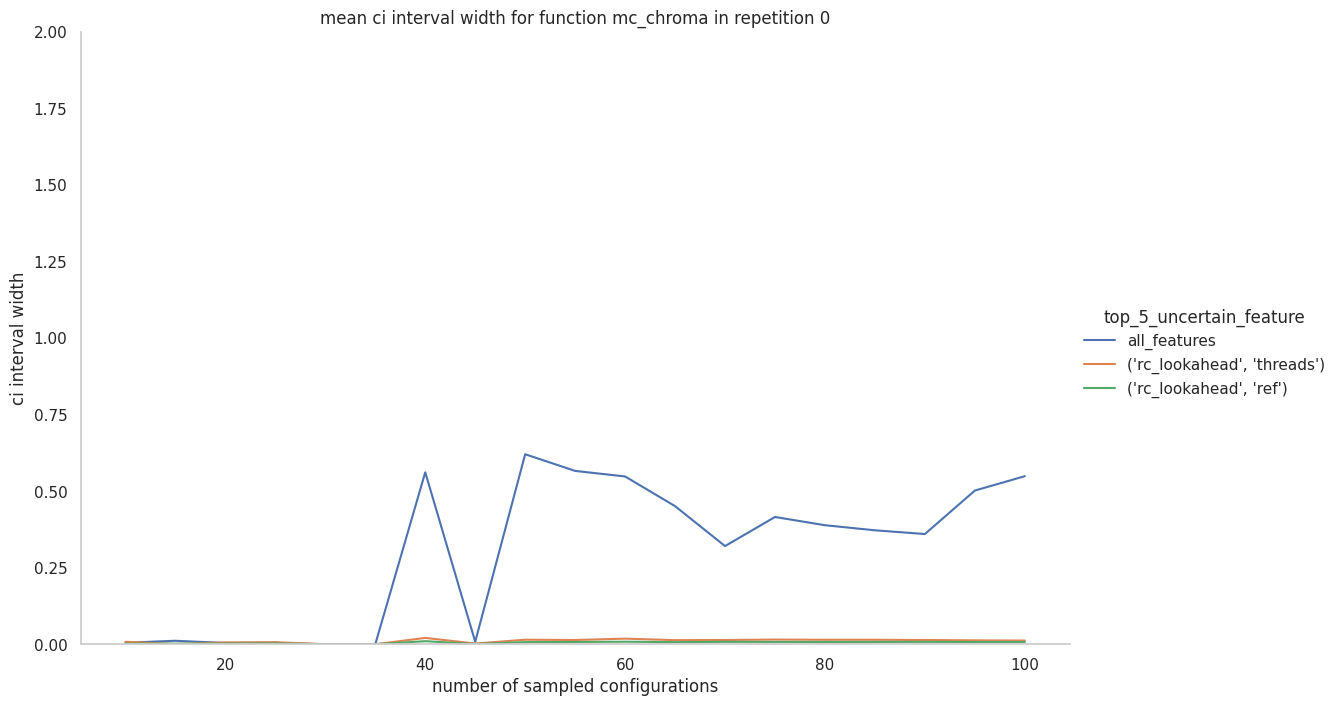 mean ci interval width for function mc_chroma in repetition 0
2.00
1.75
1.50
1.25
1.00
0.75
0.50
0.25
0.00
ci interval width
20
40
60
80
100
number of sampled configurations
top_5_uncertain_feature
all_features
('rc_lookahead', 'threads')
('rc_lookahead', 'ref')